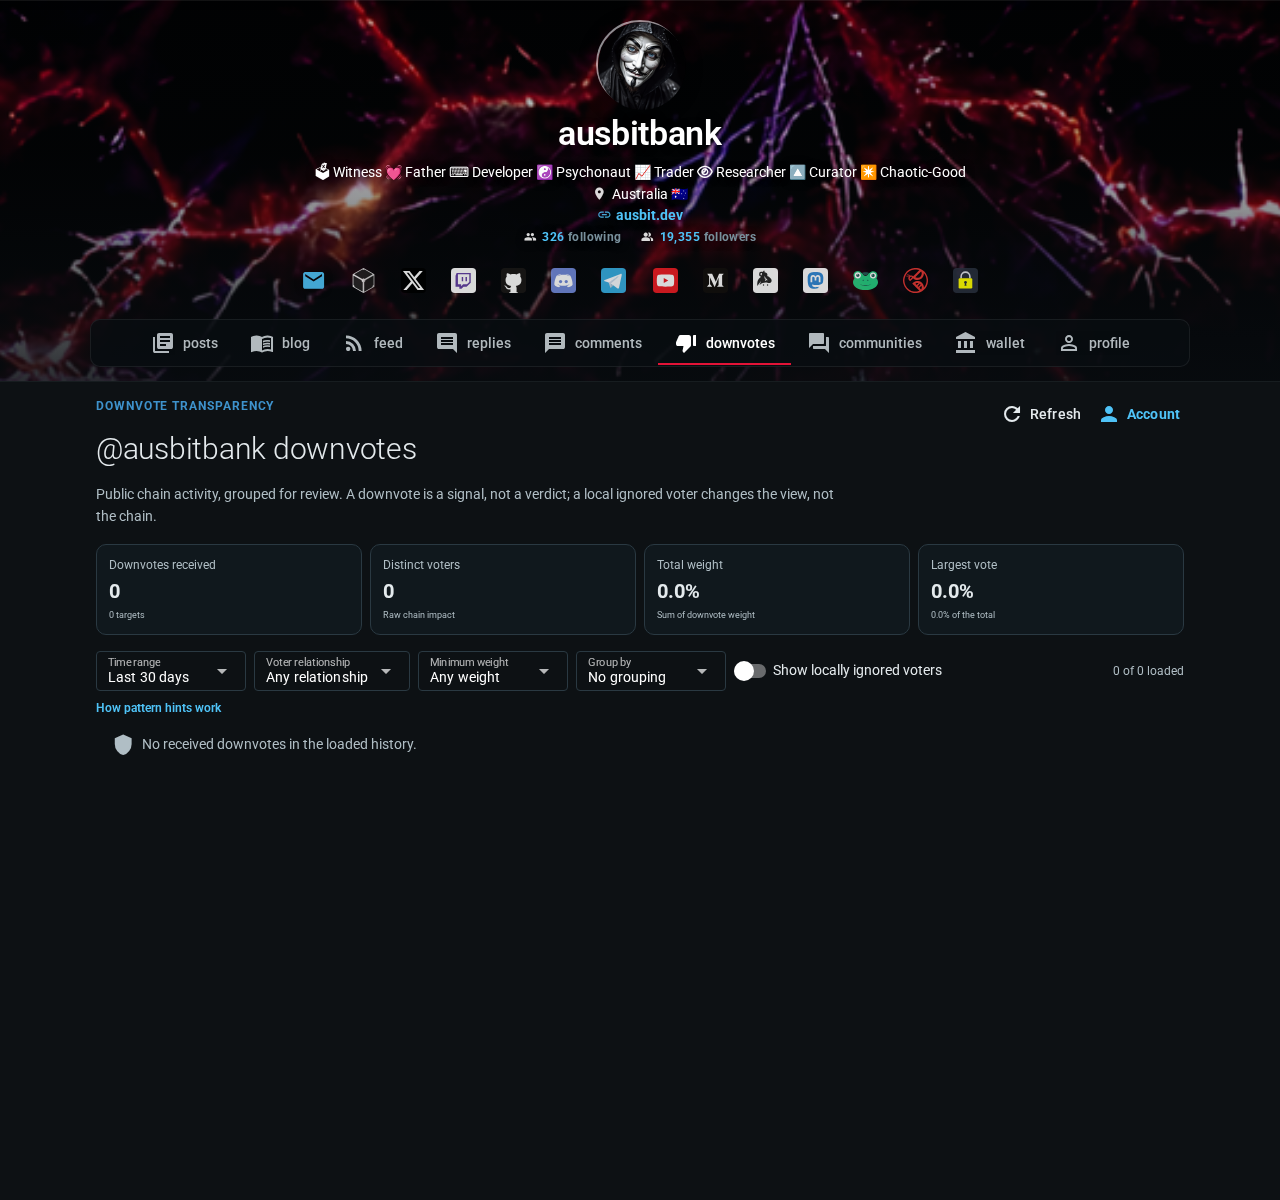 ausbitbank
🗳️ Witness 💓 Father ⌨️ Developer ☯️ Psychonaut 📈 Trader 👁 Researcher 🔼 Curator ✴️ Chaotic-Good
Australia 🇦🇺
ausbit.dev
326 following 19,355 followers
posts blog feed replies comments downvotes communities wallet profile
DOWNVOTE TRANSPARENCY
Refresh Account
@ausbitbank downvotes
Public chain activity, grouped for review. A downvote is a signal, not a verdict; a local ignored voter changes the view, not
the chain.
Downvotes received Distinct voters Total weight Largest vote
0 0 0.0% 0.0%
0 targets Raw chain impact Sum of downvote weight 0.0% of the total
Time range Voter relationship Minimum weight Group by
Last 30 days Any relationship Any weight No grouping Show locally ignored voters 0 of 0 loaded
How pattern hints work
No received downvotes in the loaded history.